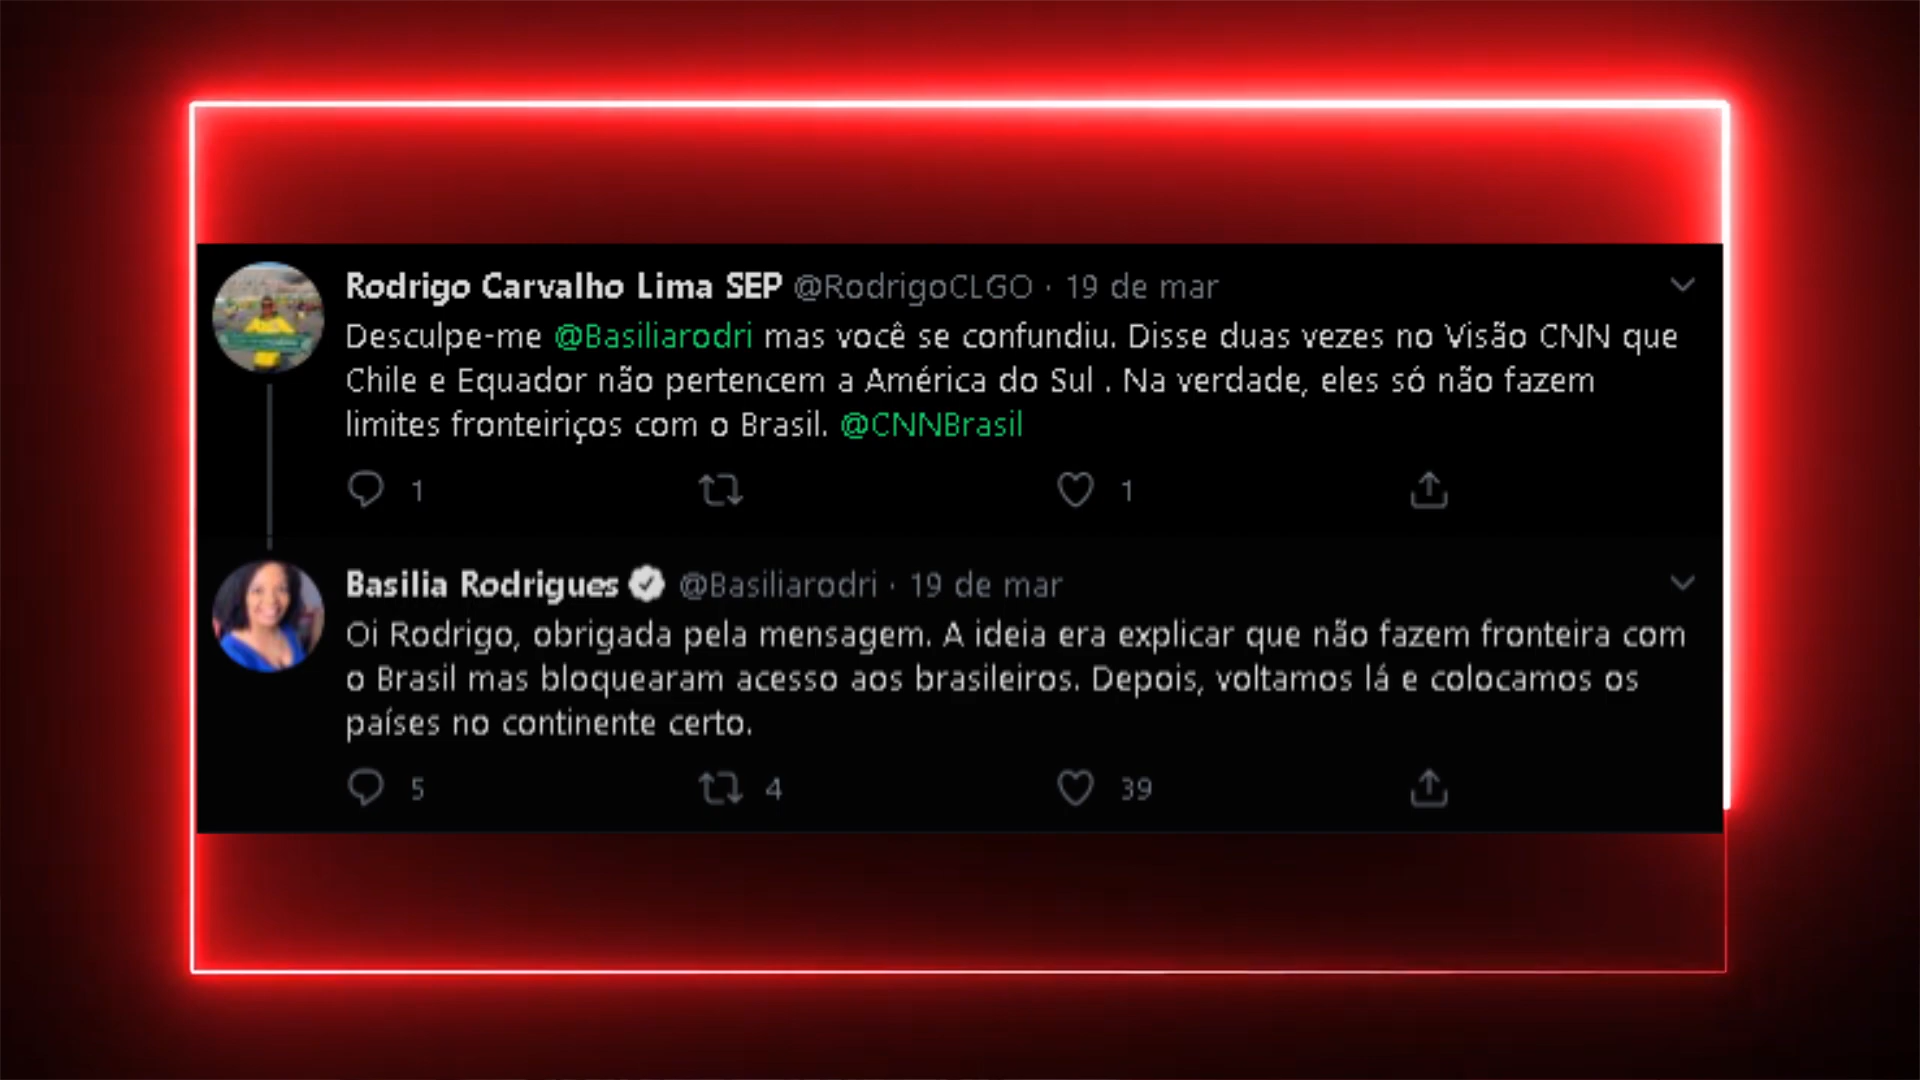 Rodrigo Carvalho Lima SEP @RodrigoCLGO · 19 de mar
Desculpe-me @Basiliarodri mas você se confundiu. Disse duas vezes no Visão CNN que
Chile e Equador não pertencem a América do Sul . Na verdade, eles só não fazem
limites fronteiriços com o Brasil. @CNNBrasil
1 1
Basilia Rodrigues @Basiliarodri · 19 de mar
Oi Rodrigo, obrigada pela mensagem. A ideia era explicar que não fazem fronteira com
o Brasil mas bloquearam acesso aos brasileiros. Depois, voltamos lá e colocamos os
países no continente certo.
5 4 39